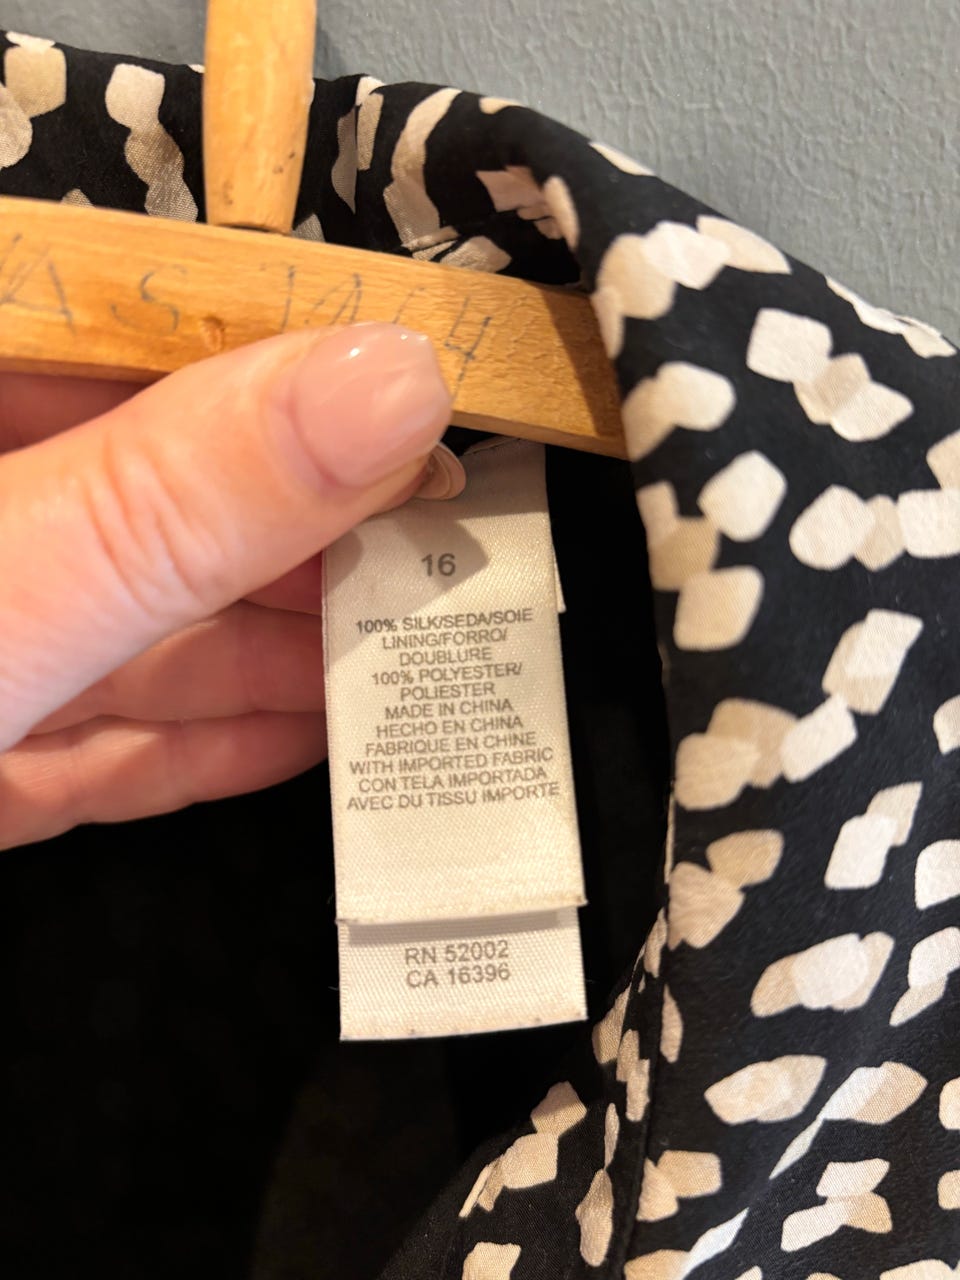 16
100% SILK/SEDA/SOIE
LINING/FORRO/
DOUBLURE
100% POLYESTER/
POLIESTER
MADE IN CHINA
HECHO EN CHINA
FABRIQUE EN CHINE
WITH IMPORTED FABRIC
CON TELA IMPORTADA
AVEC DU TISSU IMPORTE
RN 52002
CA 16396